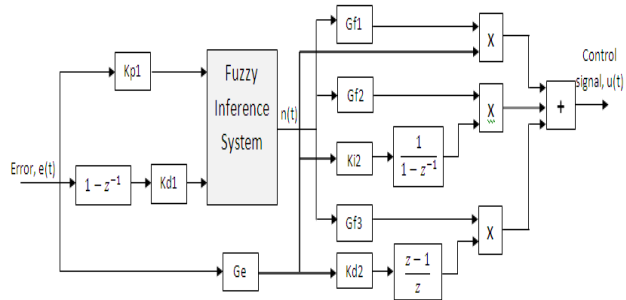 Error, e(t)
Kp1
1 − z⁻¹
Kd1
Fuzzy
Inference
System
n(t)
Ge
Gf1
X
Gf2
X
Ki2
1
1 − z⁻¹
Gf3
X
Kd2
z − 1
z
+
Control
signal, u(t)